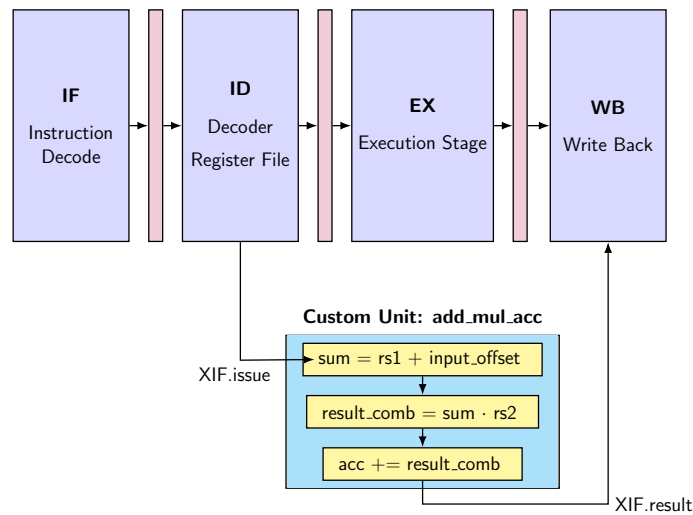 IF
Instruction
Decode
ID
Decoder
Register File
EX
Execution Stage
WB
Write Back
Custom Unit: add_mul_acc
sum = rs1 + input_offset
XIF.issue
result_comb = sum · rs2
acc += result_comb
XIF.result